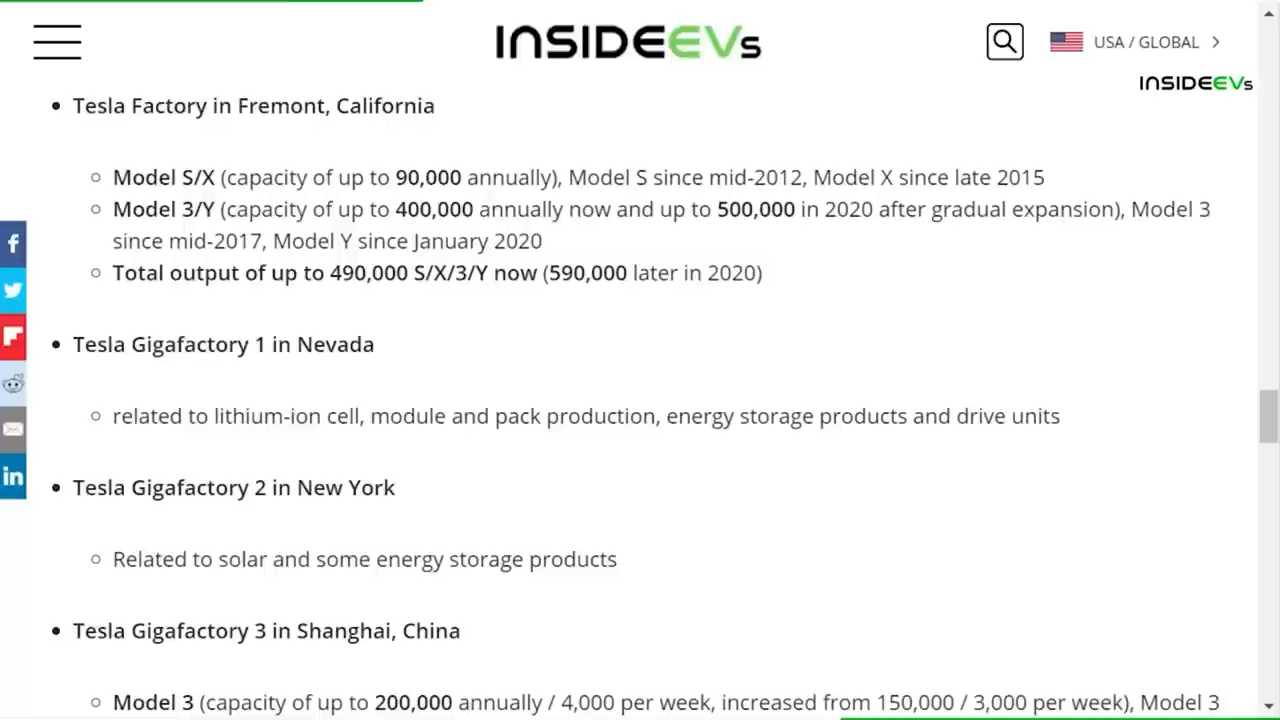 INSIDEEVs
USA / GLOBAL
INSIDEEVs
Tesla Factory in Fremont, California
Model S/X (capacity of up to 90,000 annually), Model S since mid-2012, Model X since late 2015
Model 3/Y (capacity of up to 400,000 annually now and up to 500,000 in 2020 after gradual expansion), Model 3
since mid-2017, Model Y since January 2020
Total output of up to 490,000 S/X/3/Y now (590,000 later in 2020)
Tesla Gigafactory 1 in Nevada
related to lithium-ion cell, module and pack production, energy storage products and drive units
Tesla Gigafactory 2 in New York
Related to solar and some energy storage products
Tesla Gigafactory 3 in Shanghai, China
Model 3 (capacity of up to 200,000 annually / 4,000 per week, increased from 150,000 / 3,000 per week), Model 3